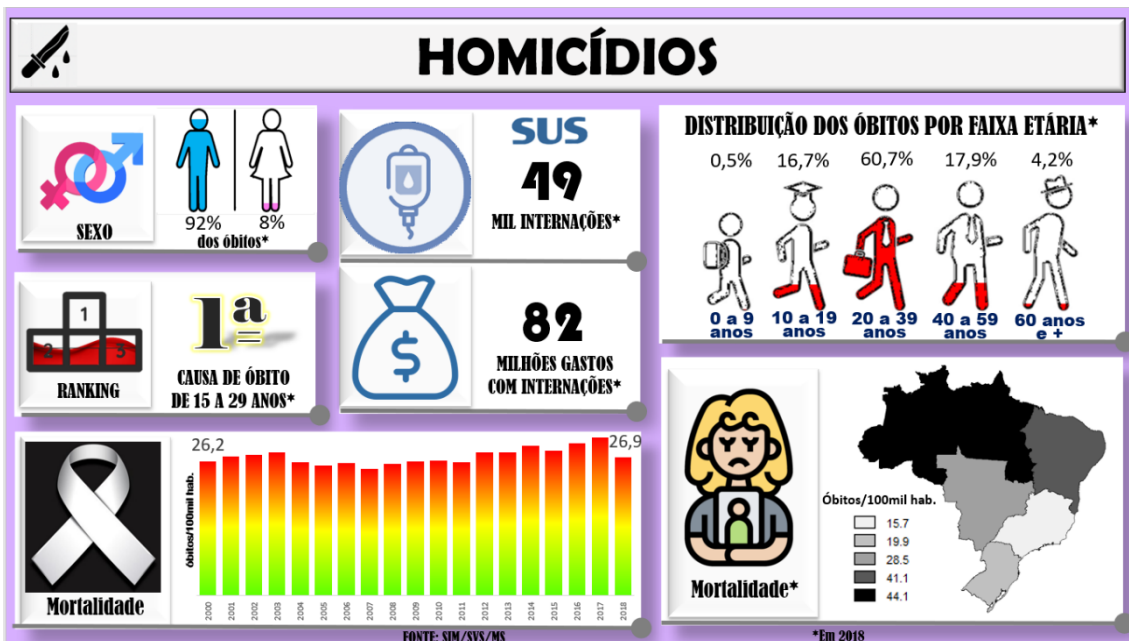 HOMICÍDIOS
SEXO
92%
8%
dos óbitos*
SUS
49
MIL INTERNAÇÕES*
DISTRIBUIÇÃO DOS ÓBITOS POR FAIXA ETÁRIA*
0,5%
16,7%
60,7%
17,9%
4,2%
0 a 9
anos
10 a 19
anos
20 a 39
anos
40 a 59
anos
60 anos
e +
1
2
3
RANKING
1ª
CAUSA DE ÓBITO
DE 15 A 29 ANOS*
$
82
MILHÕES GASTOS
COM INTERNAÇÕES*
Mortalidade
óbitos/100mil hab.
26,2
26,9
2000
2001
2002
2003
2004
2005
2006
2007
2008
2009
2010
2011
2012
2013
2014
2015
2016
2017
2018
FONTE: SIM/SVS/MS
Mortalidade*
Óbitos/100mil hab.
15.7
19.9
28.5
41.1
44.1
*Em 2018